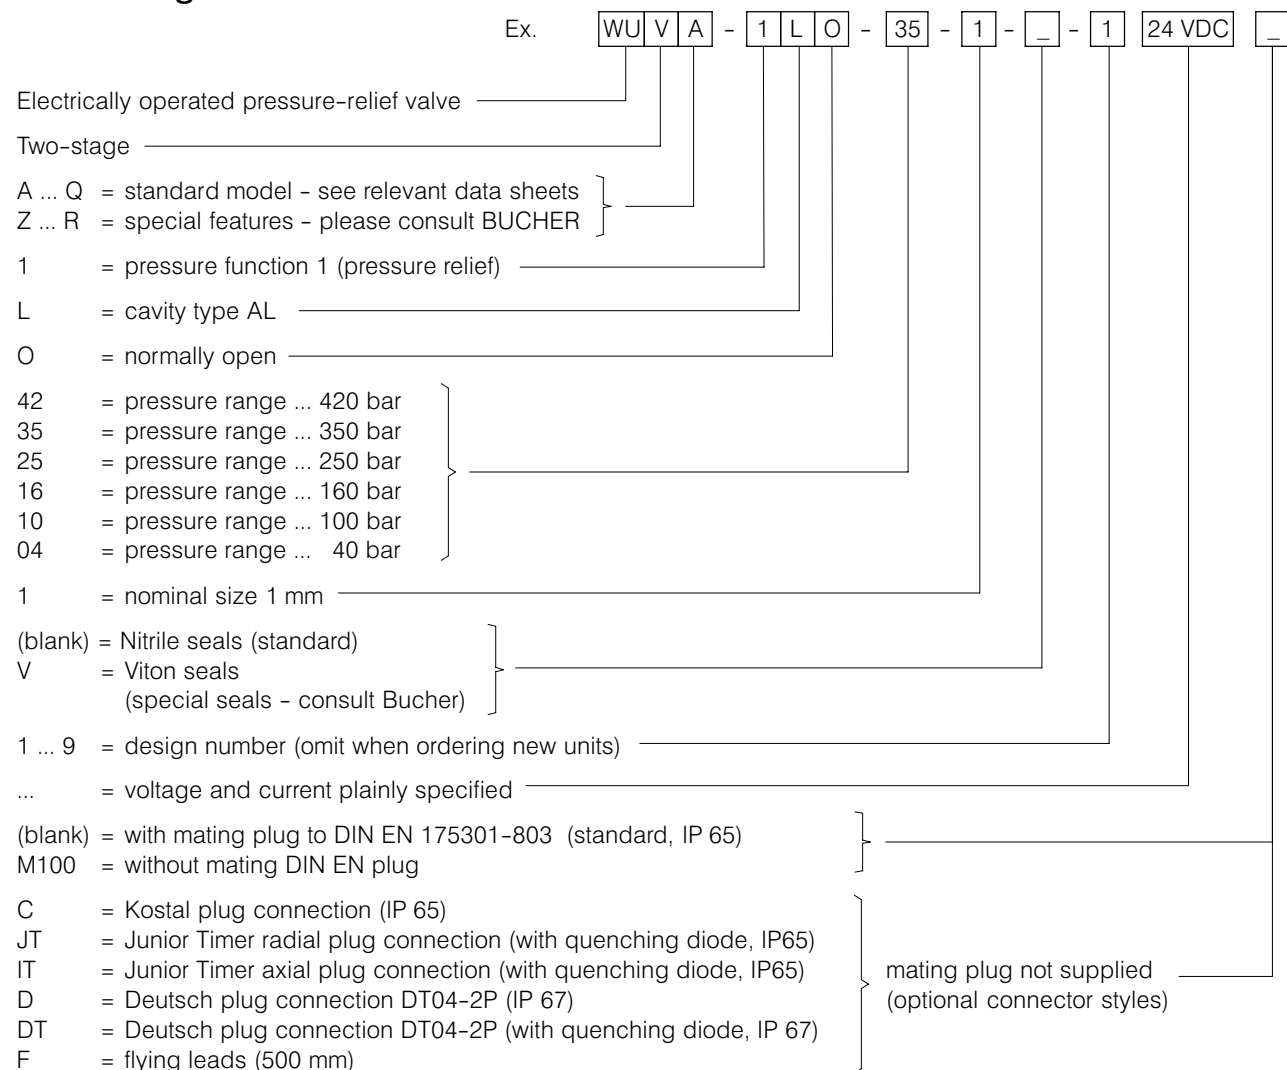 Ex. WU V A - 1 L O - 35 - 1 - _ - 1 24 VDC _
Electrically operated pressure-relief valve
Two-stage
A ... Q = standard model - see relevant data sheets
Z ... R = special features - please consult BUCHER
1 = pressure function 1 (pressure relief)
L = cavity type AL
O = normally open
42 = pressure range ... 420 bar
35 = pressure range ... 350 bar
25 = pressure range ... 250 bar
16 = pressure range ... 160 bar
10 = pressure range ... 100 bar
04 = pressure range ... 40 bar
1 = nominal size 1 mm
(blank) = Nitrile seals (standard)
V = Viton seals
(special seals - consult Bucher)
1 ... 9 = design number (omit when ordering new units)
... = voltage and current plainly specified
(blank) = with mating plug to DIN EN 175301-803 (standard, IP 65)
M100 = without mating DIN EN plug
C = Kostal plug connection (IP 65)
JT = Junior Timer radial plug connection (with quenching diode, IP65)
IT = Junior Timer axial plug connection (with quenching diode, IP65)
D = Deutsch plug connection DT04-2P (IP 67)
DT = Deutsch plug connection DT04-2P (with quenching diode, IP 67)
F = flying leads (500 mm)
mating plug not supplied
(optional connector styles)